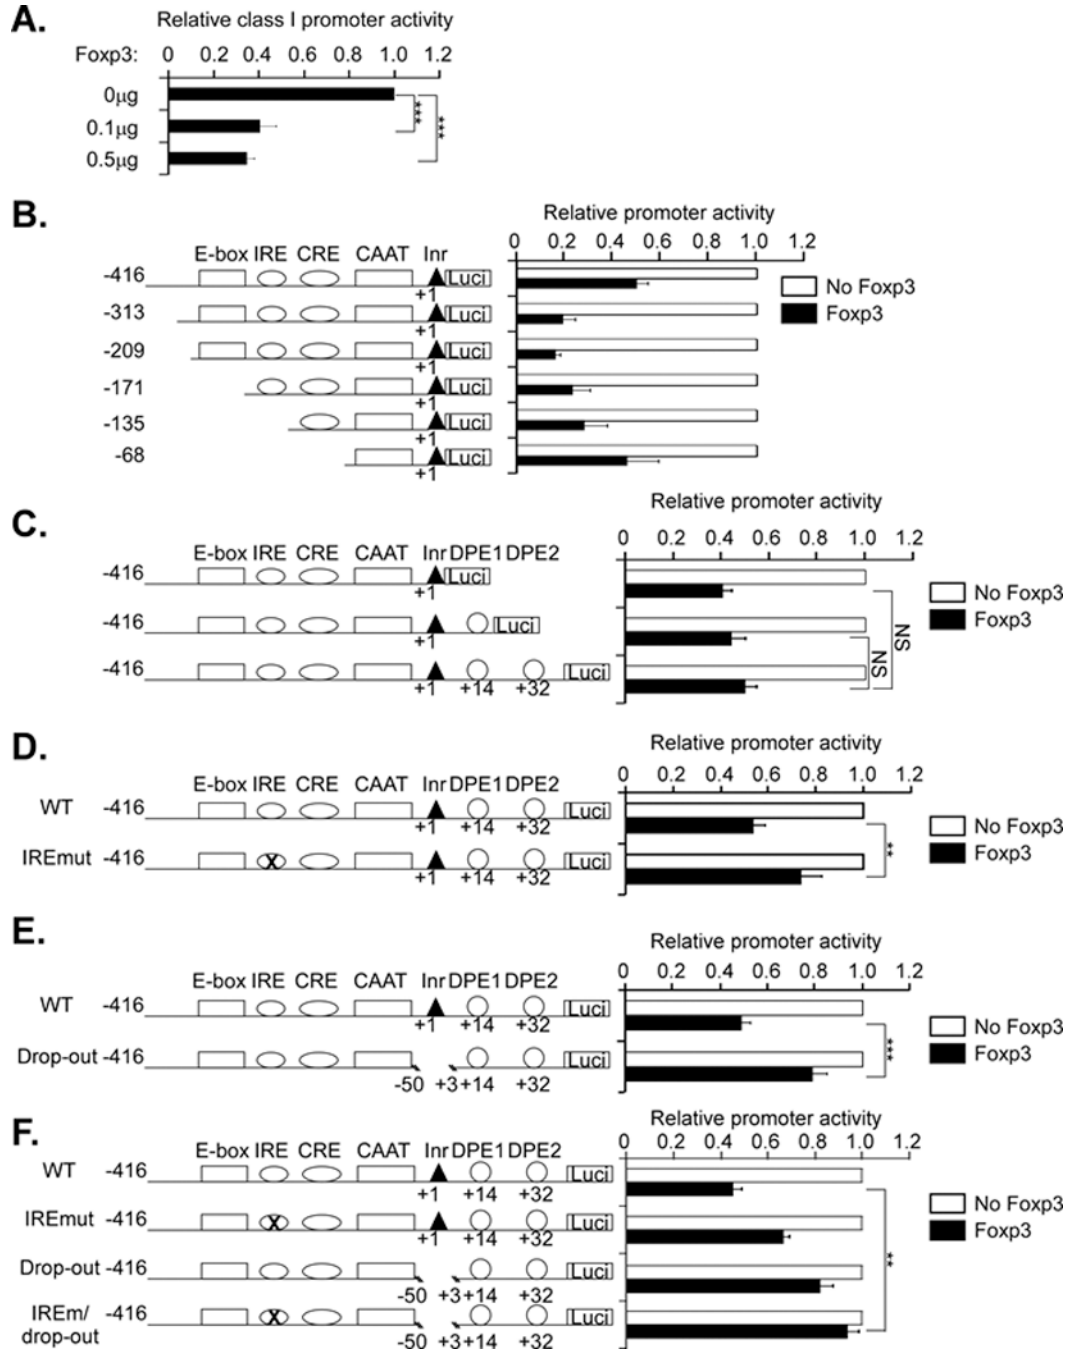 A.
Relative class I promoter activity
Foxp3: 0 0.2 0.4 0.6 0.8 1.0 1.2
0µg
0.1µg
0.5µg
***
***
B.
Relative promoter activity
0 0.2 0.4 0.6 0.8 1.0 1.2
E-box IRE CRE CAAT Inr
-416 +1 Luci
-313 +1 Luci
-209 +1 Luci
-171 +1 Luci
-135 +1 Luci
-68 +1 Luci
No Foxp3
Foxp3
C.
Relative promoter activity
0 0.2 0.4 0.6 0.8 1.0 1.2
E-box IRE CRE CAAT Inr DPE1 DPE2
-416 +1 Luci
-416 +1 Luci
-416 +1 +14 +32 Luci
NS
NS
No Foxp3
Foxp3
D.
Relative promoter activity
0 0.2 0.4 0.6 0.8 1.0 1.2
E-box IRE CRE CAAT Inr DPE1 DPE2
WT -416 +1 +14 +32 Luci
IREmut -416 X +1 +14 +32 Luci
**
No Foxp3
Foxp3
E.
Relative promoter activity
0 0.2 0.4 0.6 0.8 1.0 1.2
E-box IRE CRE CAAT Inr DPE1 DPE2
WT -416 +1 +14 +32 Luci
Drop-out -416 -50 +3 +14 +32 Luci
***
No Foxp3
Foxp3
F.
Relative promoter activity
0 0.2 0.4 0.6 0.8 1.0 1.2
E-box IRE CRE CAAT Inr DPE1 DPE2
WT -416 +1 +14 +32 Luci
IREmut -416 X +1 +14 +32 Luci
Drop-out -416 -50 +3 +14 +32 Luci
IREm/
drop-out -416 X -50 +3 +14 +32 Luci
**
No Foxp3
Foxp3